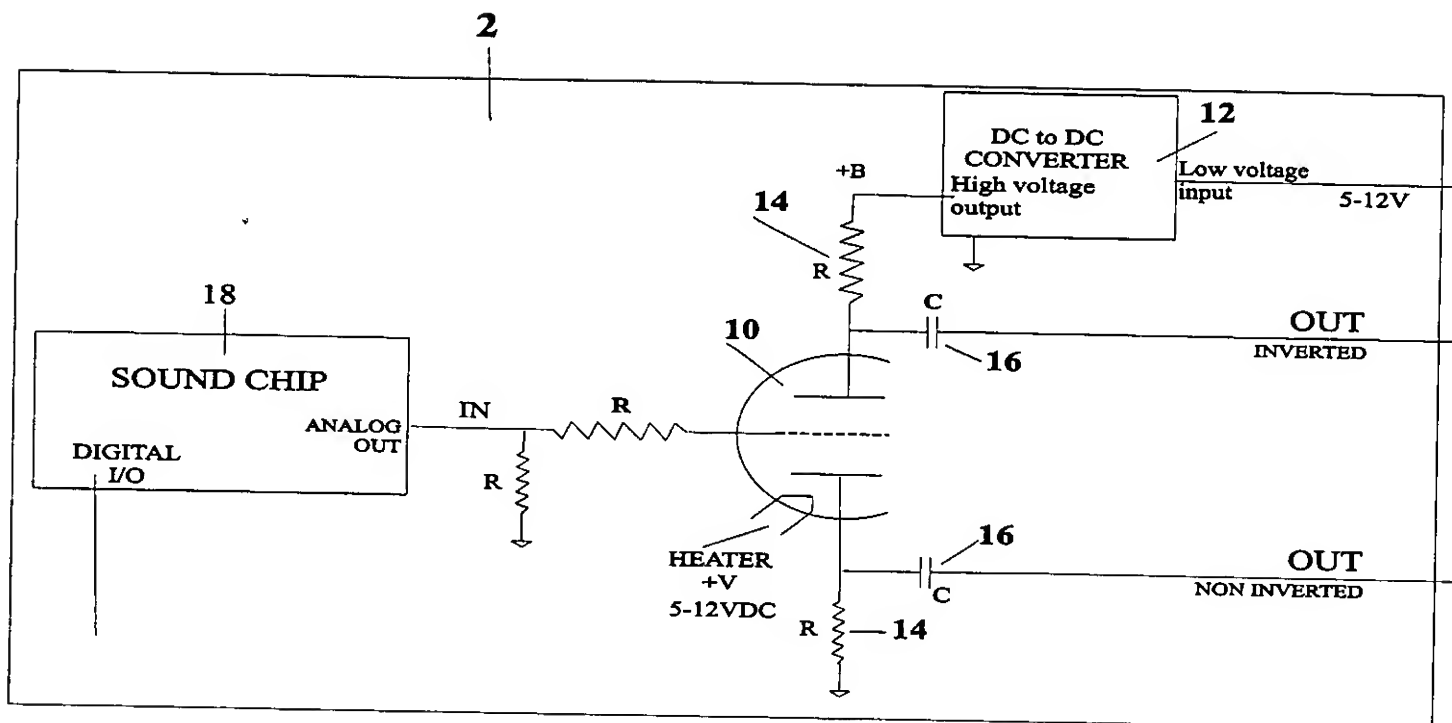 2
12
DC to DC
CONVERTER
High voltage
output
Low voltage
input
5-12V
+B
14
R
C
16
OUT
INVERTED
18
SOUND CHIP
ANALOG
OUT
DIGITAL
I/O
IN
R
R
10
HEATER
+V
5-12VDC
16
C
OUT
NON INVERTED
R
14